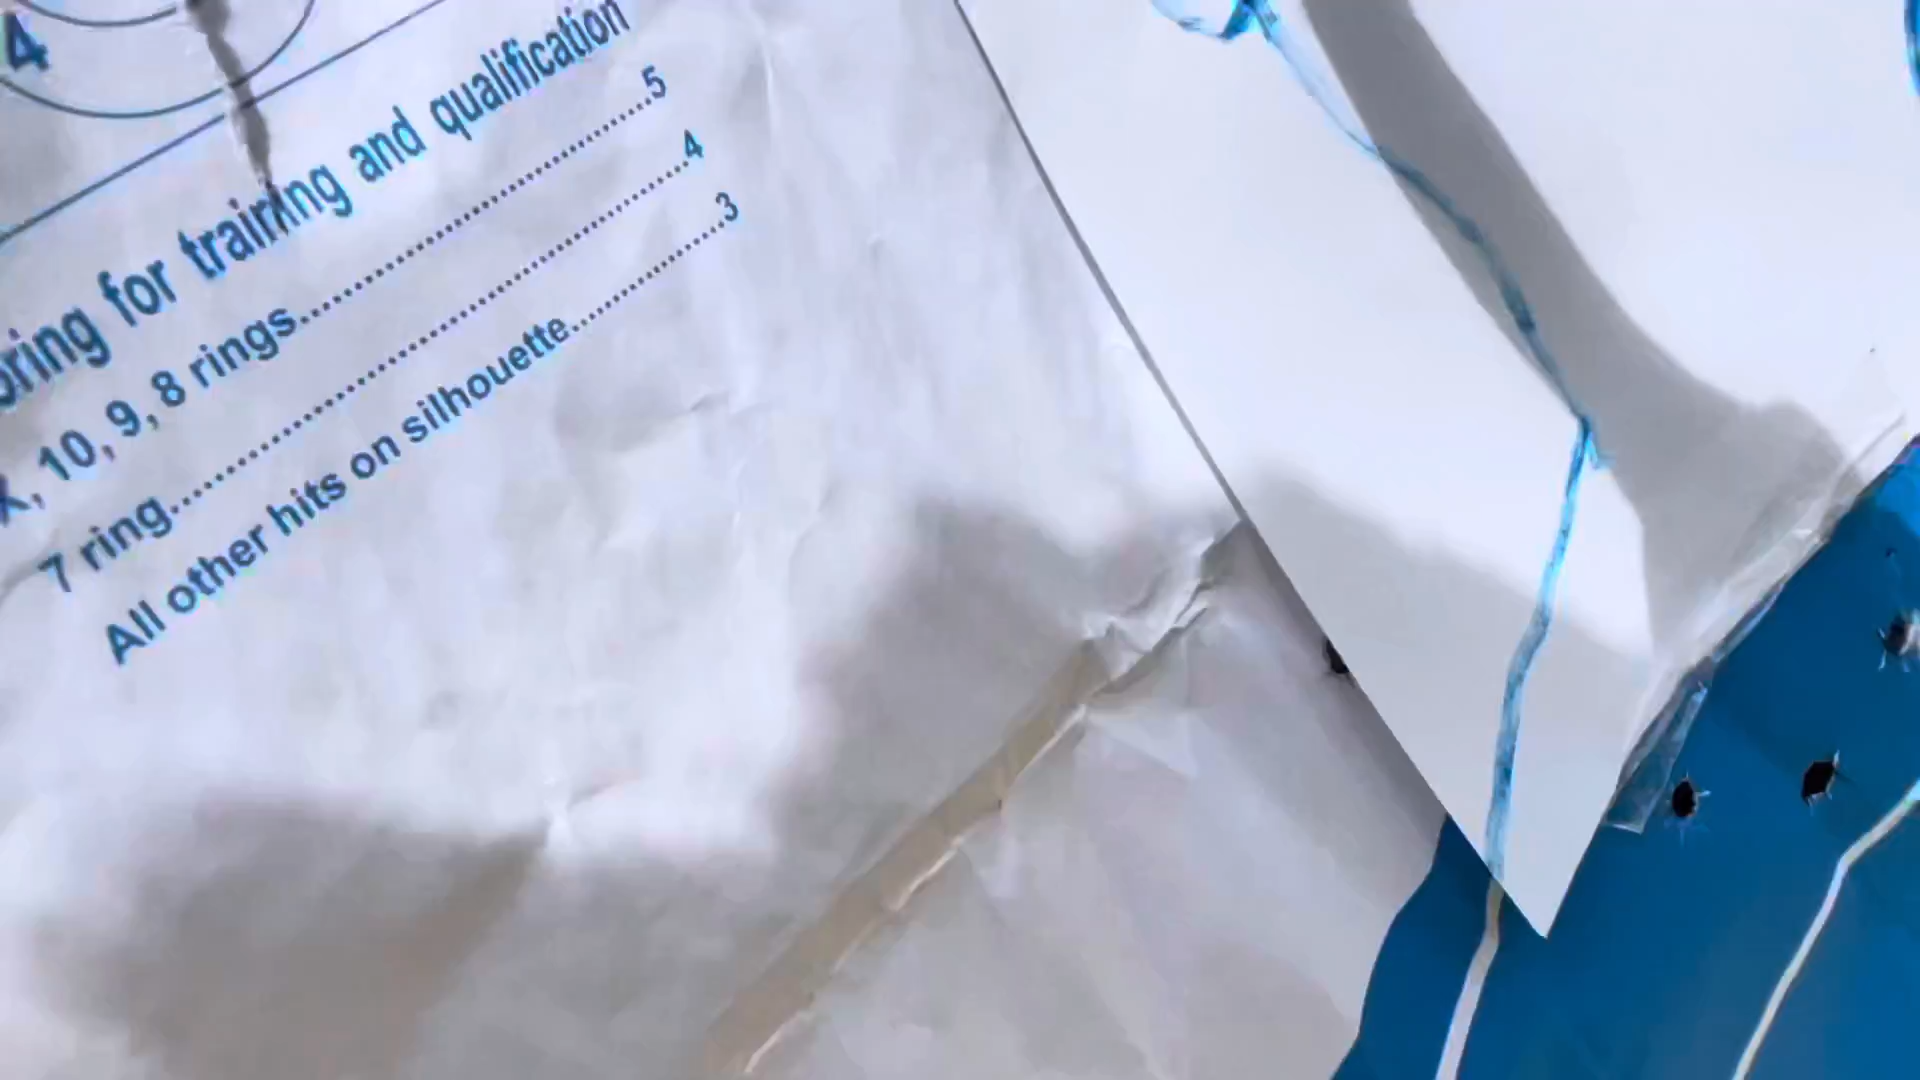 4
oring for training and qualification
X, 10, 9, 8 rings..............................5
7 ring.............................................4
All other hits on silhouette.............3